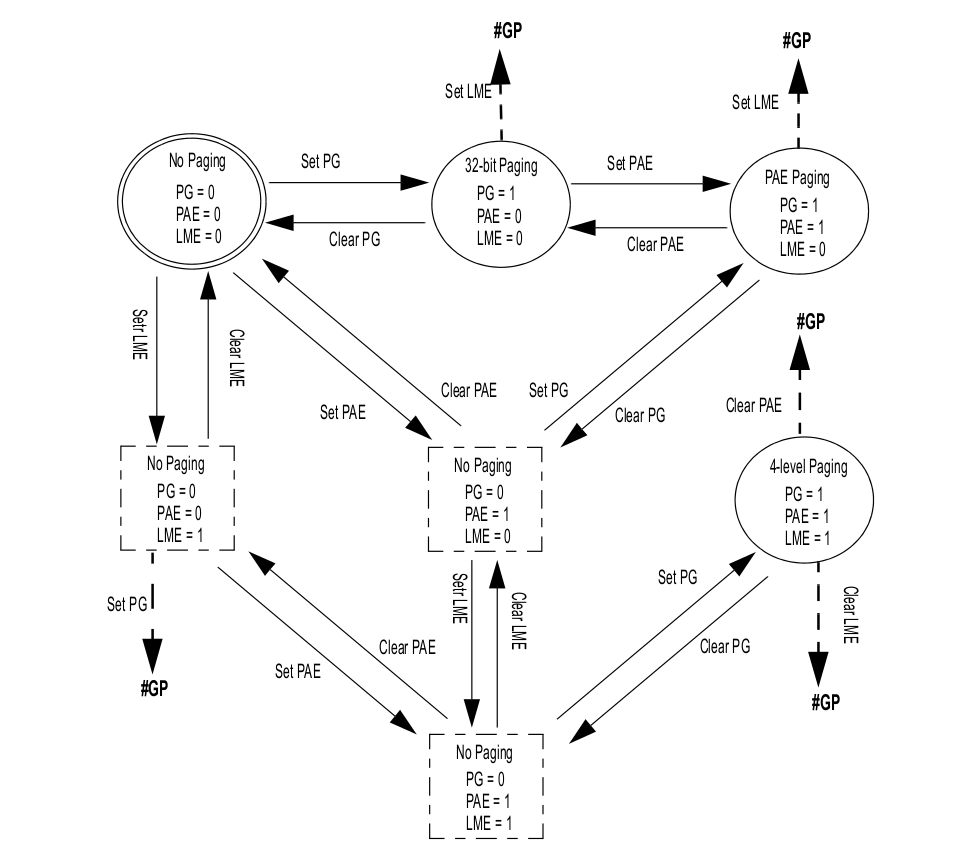 #GP
#GP
Set LME
Set LME
No Paging
PG = 0
PAE = 0
LME = 0
Set PG
Clear PG
32-bit Paging
PG = 1
PAE = 0
LME = 0
Set PAE
Clear PAE
PAE Paging
PG = 1
PAE = 1
LME = 0
Setr LME
Clear LME
Set PAE
Clear PAE
Set PG
Clear PG
#GP
Clear PAE
No Paging
PG = 0
PAE = 0
LME = 1
No Paging
PG = 0
PAE = 1
LME = 0
4-level Paging
PG = 1
PAE = 1
LME = 1
Set PG
#GP
Set PAE
Clear PAE
Setr LME
Clear LME
Set PG
Clear PG
Clear LME
#GP
No Paging
PG = 0
PAE = 1
LME = 1